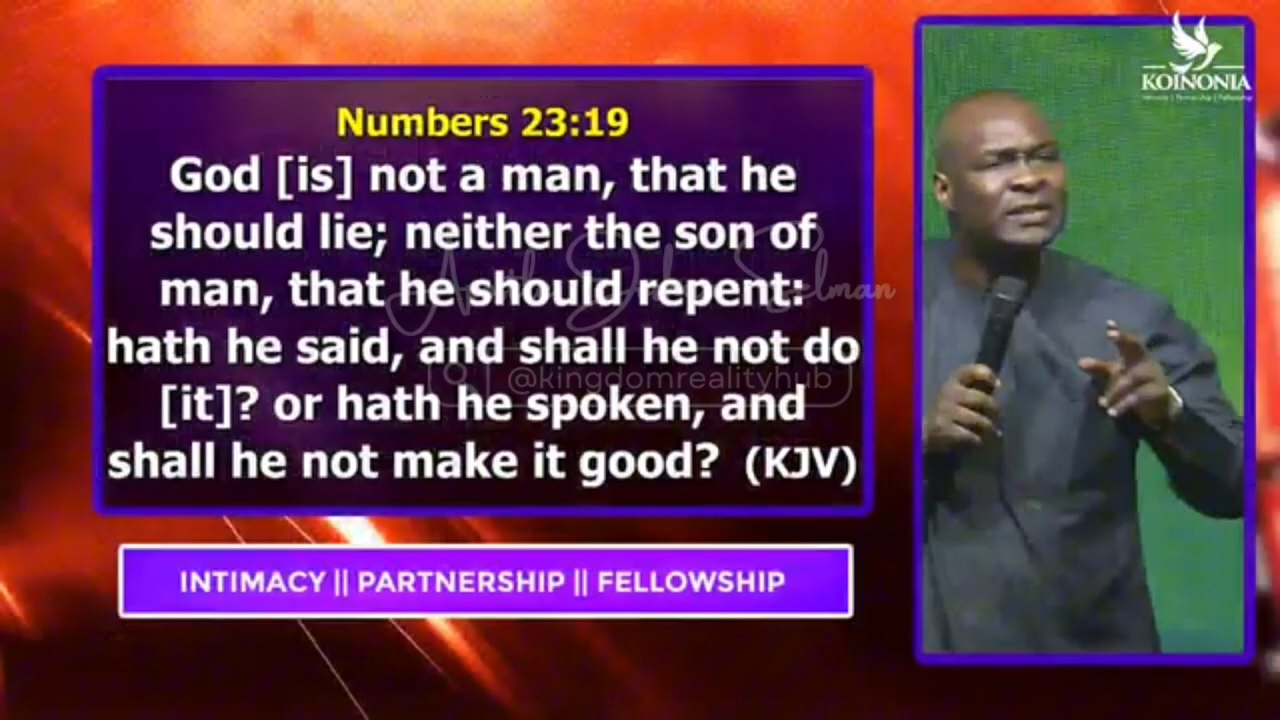 Numbers 23:19
God [is] not a man, that he
should lie; neither the son of
man, that he should repent:
hath he said, and shall he not do
[it]? or hath he spoken, and
shall he not make it good? (KJV)
@kingdomrealityhub
INTIMACY || PARTNERSHIP || FELLOWSHIP
KOINONIA